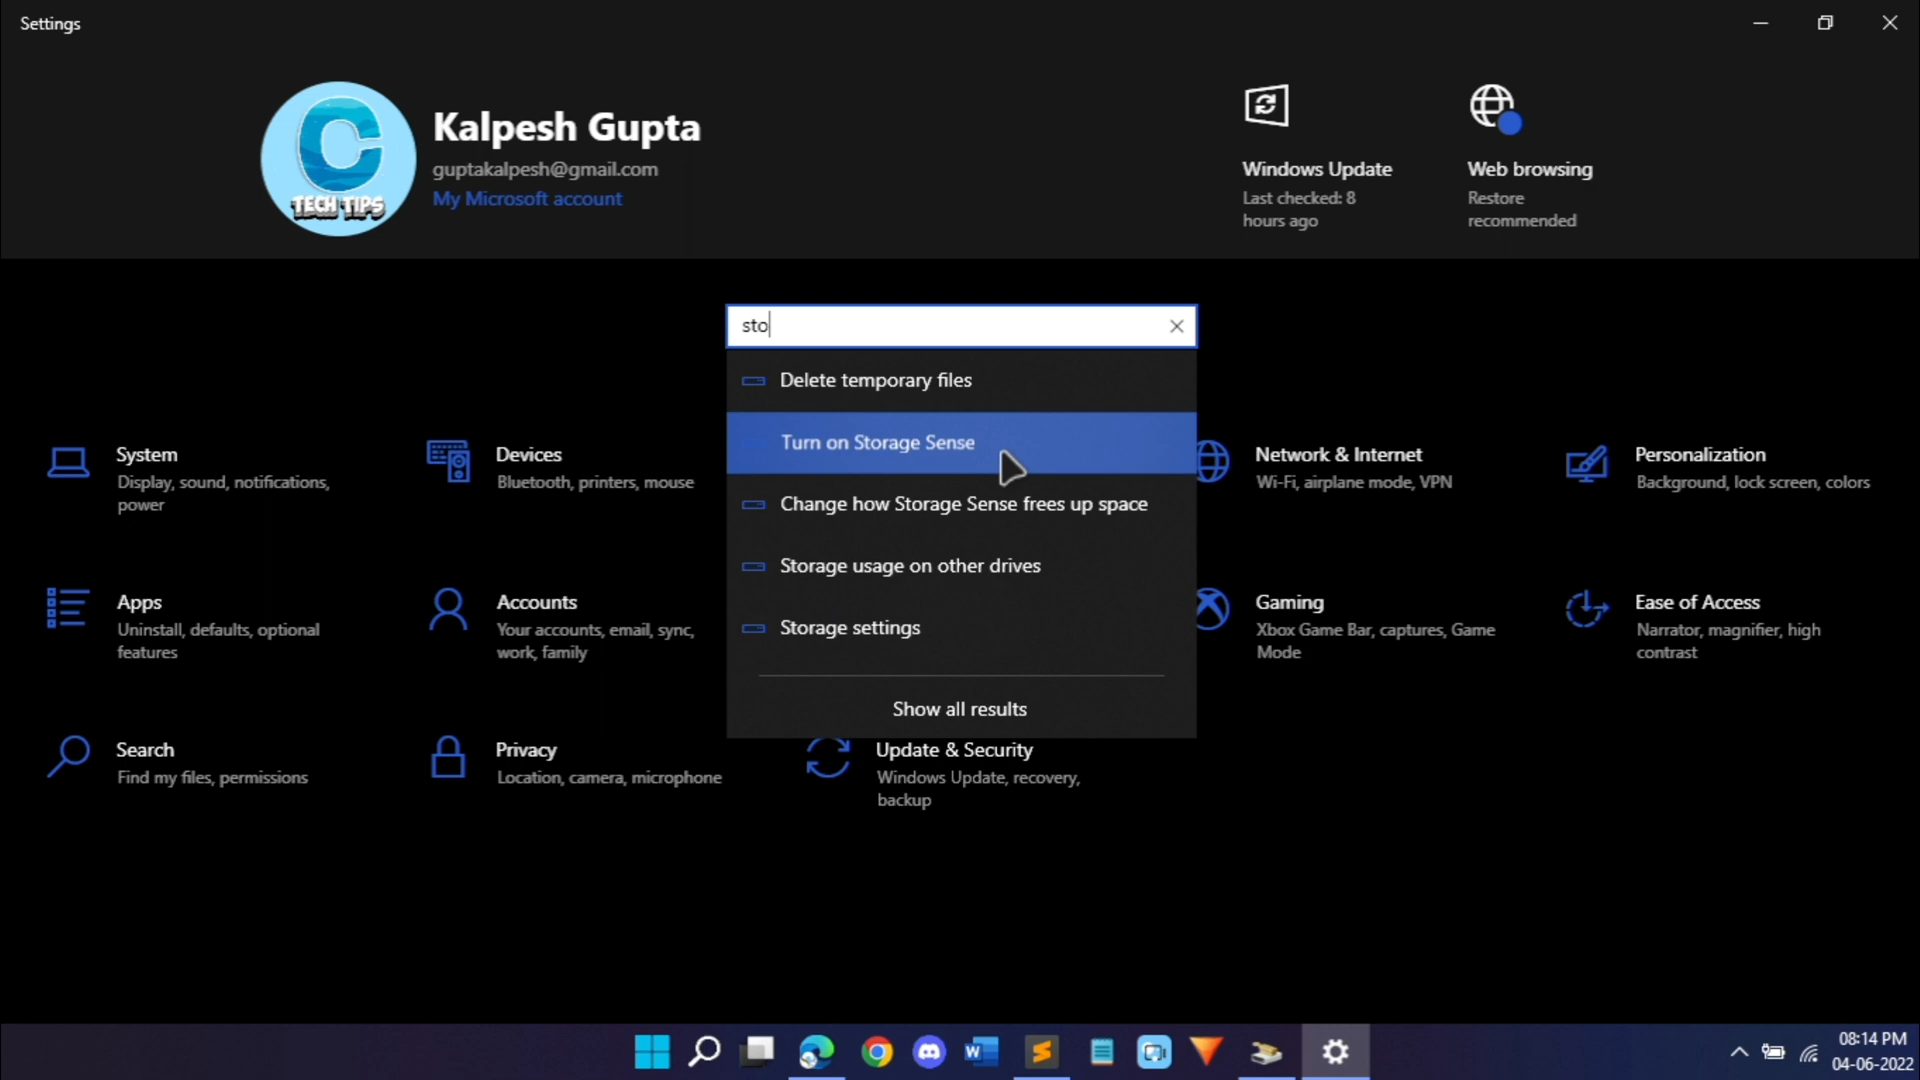 Settings
C
TECH TIPS
Kalpesh Gupta
guptakalpesh@gmail.com
My Microsoft account
Windows Update
Last checked: 8
hours ago
Web browsing
Restore
recommended
sto
Delete temporary files
Turn on Storage Sense
Change how Storage Sense frees up space
Storage usage on other drives
Storage settings
Show all results
System
Display, sound, notifications,
power
Devices
Bluetooth, printers, mouse
Network & Internet
Wi-Fi, airplane mode, VPN
Personalization
Background, lock screen, colors
Apps
Uninstall, defaults, optional
features
Accounts
Your accounts, email, sync,
work, family
Gaming
Xbox Game Bar, captures, Game
Mode
Ease of Access
Narrator, magnifier, high
contrast
Search
Find my files, permissions
Privacy
Location, camera, microphone
Update & Security
Windows Update, recovery,
backup
W
S
08:14 PM
04-06-2022